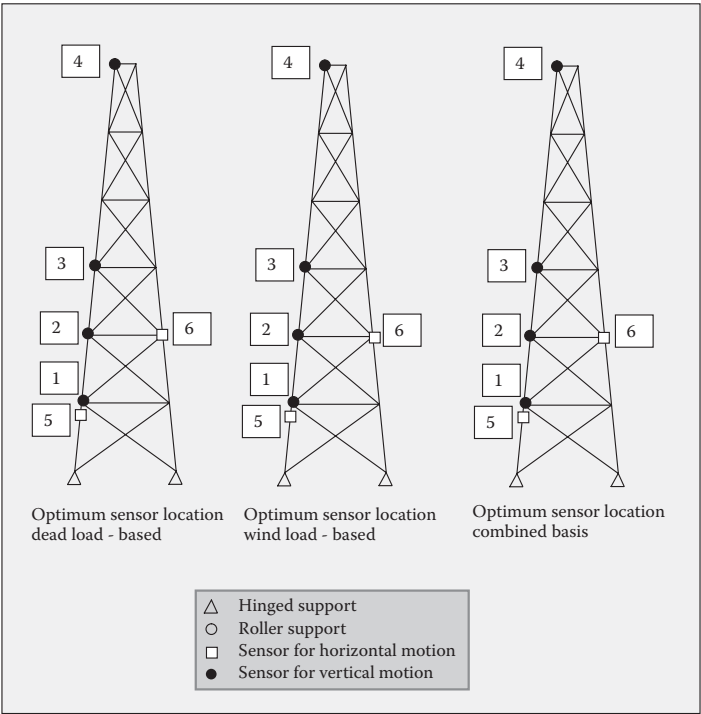 4 4 4
3 3 3
2 6 2 6 2 6
1 1 1
5 5 5
Optimum sensor location
dead load - based
Optimum sensor location
wind load - based
Optimum sensor location
combined basis
Hinged support
Roller support
Sensor for horizontal motion
Sensor for vertical motion